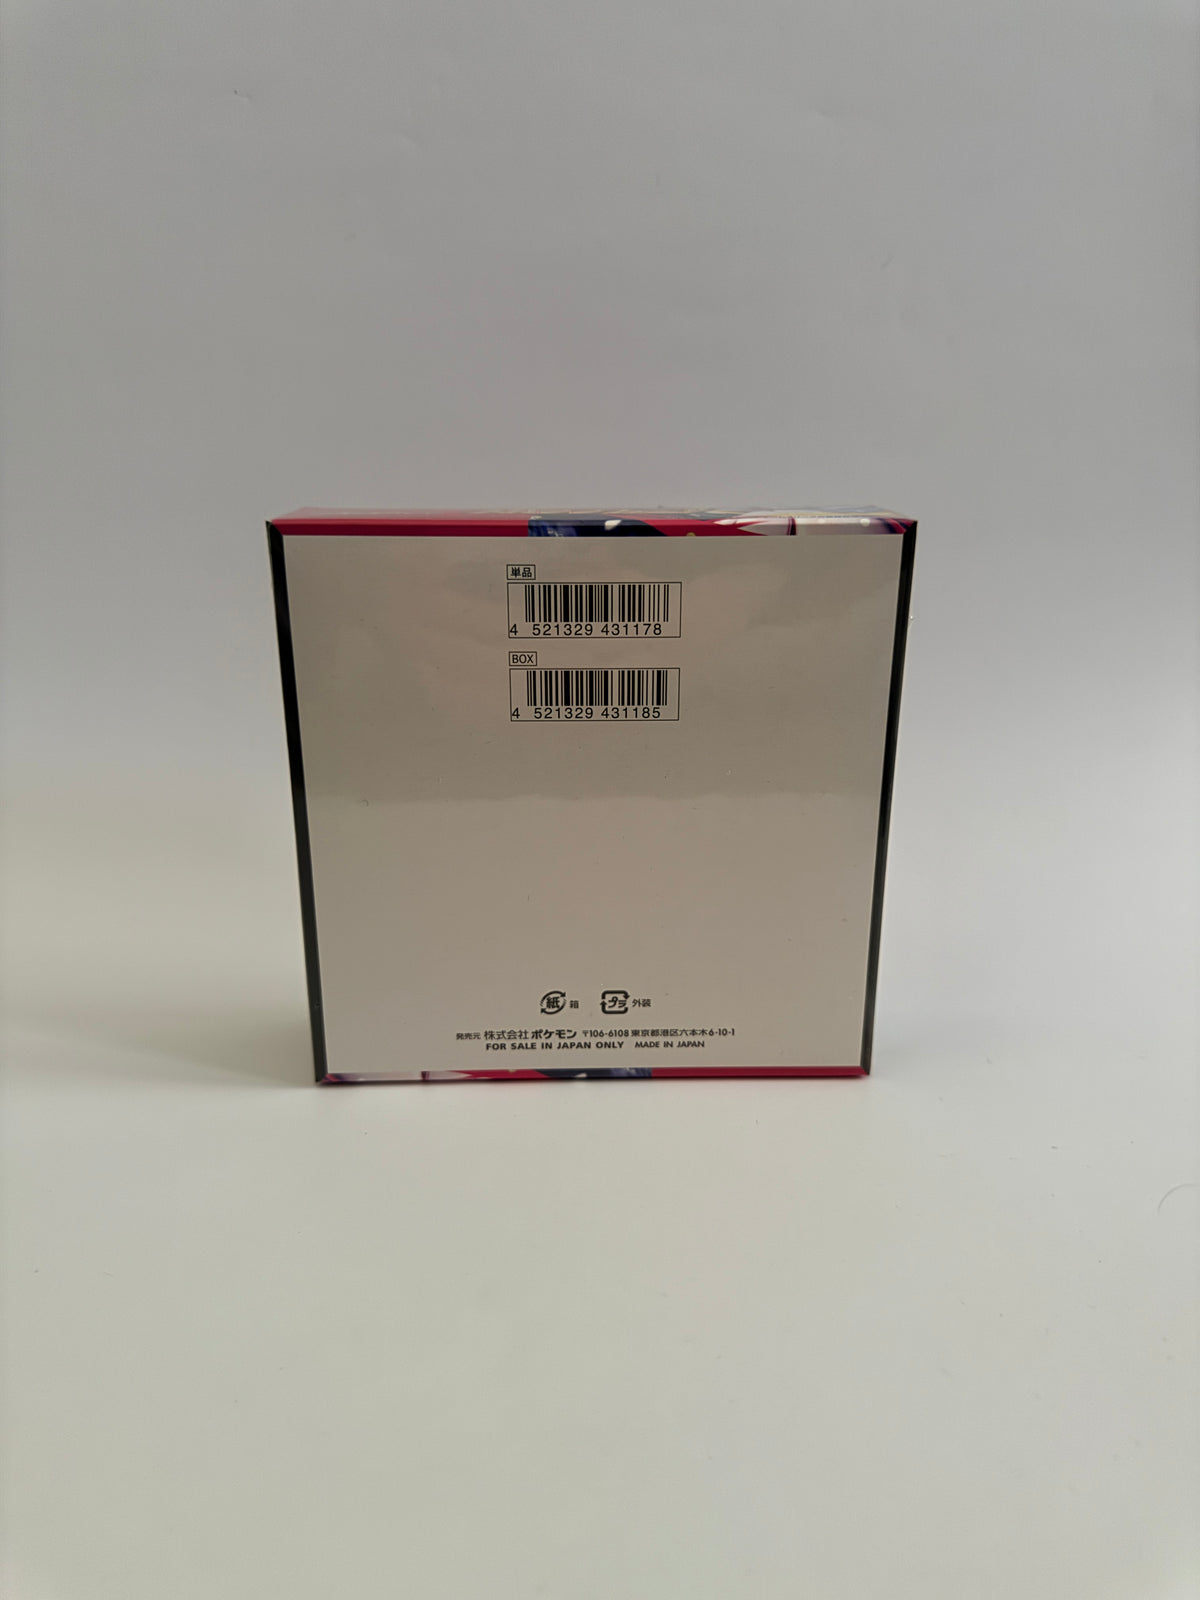 単品
4 521329 431178
BOX
4 521329 431185
紙 箱 プラ 外装
発売元 株式会社ポケモン 〒106-6108 東京都港区六本木6-10-1
FOR SALE IN JAPAN ONLY MADE IN JAPAN